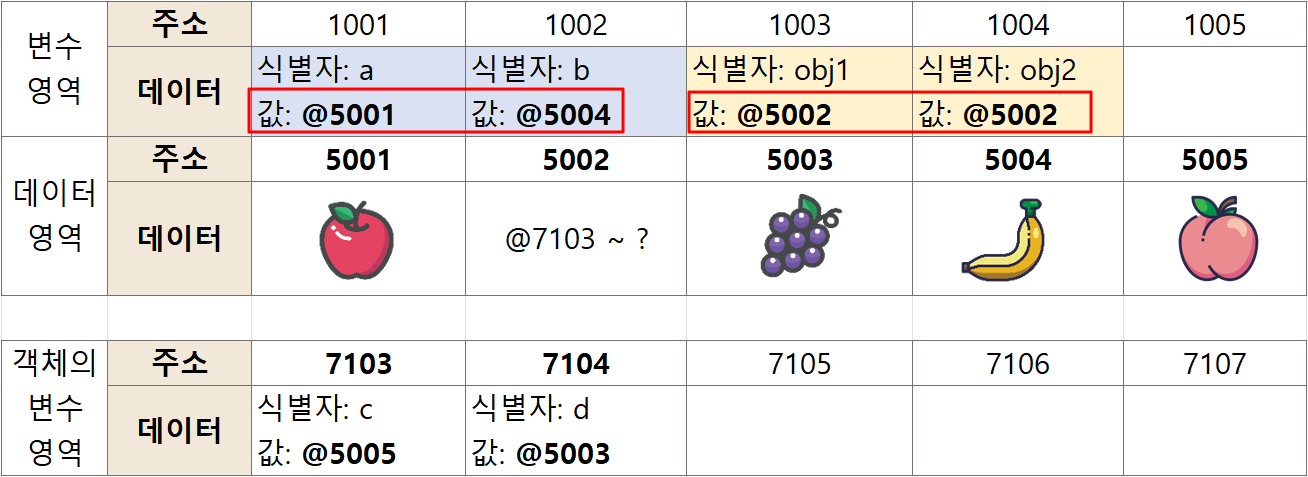 변수 영역 주소 1001 1002 1003 1004 1005
데이터 식별자: a 식별자: b 식별자: obj1 식별자: obj2
값: @5001 값: @5004 값: @5002 값: @5002
데이터 영역 주소 5001 5002 5003 5004 5005
데이터 @7103 ~ ?
객체의 변수 영역 주소 7103 7104 7105 7106 7107
데이터 식별자: c 식별자: d
값: @5005 값: @5003